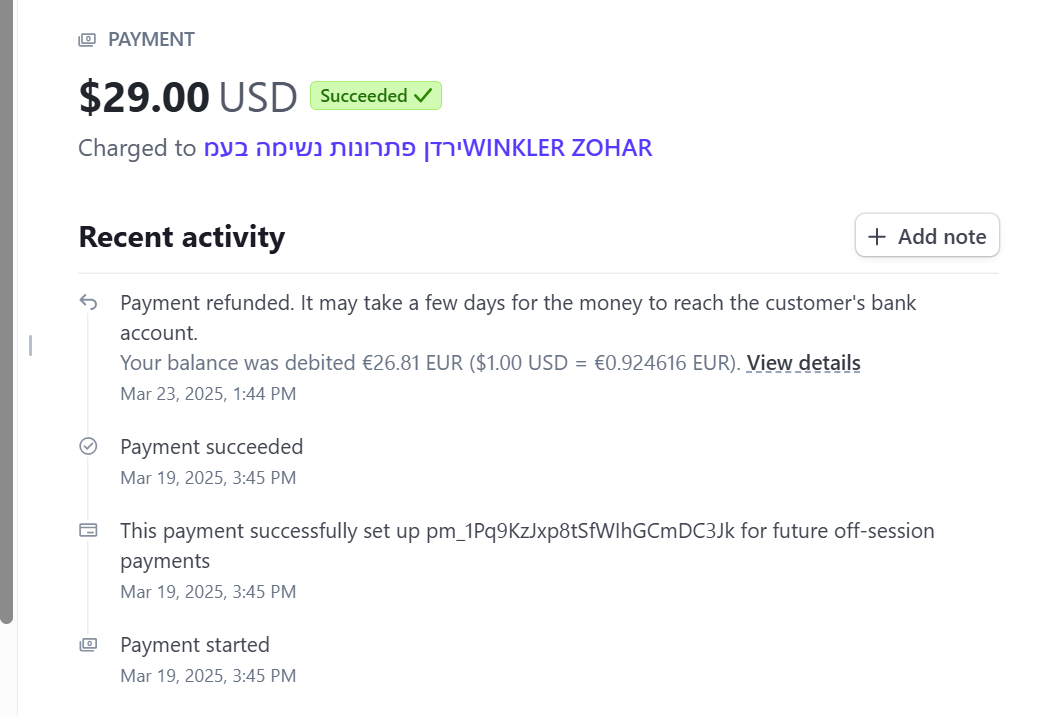 PAYMENT
$29.00 USD Succeeded
Charged to ירדן פתרונות נשימה בעמWINKLER ZOHAR
Recent activity
Add note
Payment refunded. It may take a few days for the money to reach the customer's bank
account.
Your balance was debited €26.81 EUR ($1.00 USD = €0.924616 EUR). View details
Mar 23, 2025, 1:44 PM
Payment succeeded
Mar 19, 2025, 3:45 PM
This payment successfully set up pm_1Pq9KzJxp8tSfWIhGCmDC3Jk for future off-session
payments
Mar 19, 2025, 3:45 PM
Payment started
Mar 19, 2025, 3:45 PM